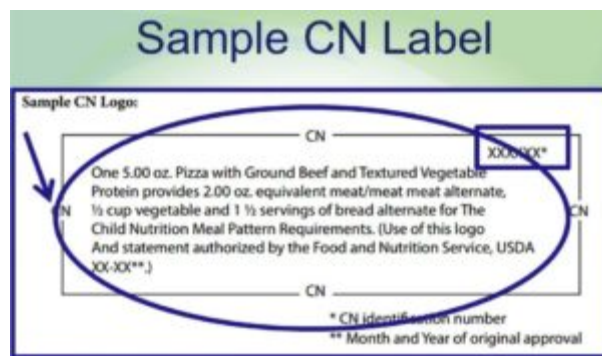 Sample CN Label
Sample CN Logo:
CN
XXXXXX*
One 5.00 oz. Pizza with Ground Beef and Textured Vegetable
Protein provides 2.00 oz. equivalent meat/meat meat alternate,
CN ½ cup vegetable and 1 ½ servings of bread alternate for The CN
Child Nutrition Meal Pattern Requirements. (Use of this logo
And statement authorized by the Food and Nutrition Service, USDA
XX-XX**.)
CN
* CN identification number
** Month and Year of original approval